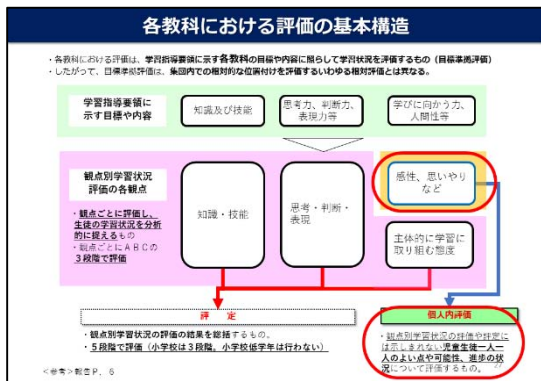 各教科における評価の基本構造
・各教科における評価は、学習指導要領に示す各教科の目標や内容に照らして学習状況を評価するもの（目標準拠評価）
・したがって、目標準拠評価は、集団内での相対的な位置付けを評価するいわゆる相対評価とは異なる。
学習指導要領に
示す目標や内容
知識及び技能
思考力、判断力、
表現力等
学びに向かう力、
人間性等
観点別学習状況
評価の各観点
・観点ごとに評価し、
生徒の学習状況を分析
的に捉えるもの
・観点ごとにＡＢＣの
３段階で評価
知識・技能
思考・判断・
表現
感性、思いやり
など
主体的に学習に
取り組む態度
評 定
・観点別学習状況の評価の結果を総括するもの。
・５段階で評価（小学校は３段階。小学校低学年は行わない）
個人内評価
・観点別学習状況の評価や評定に
は示しきれない児童生徒一人一
人のよい点や可能性、進歩の状
況について評価するもの。
27
＜参考＞報告Ｐ．６